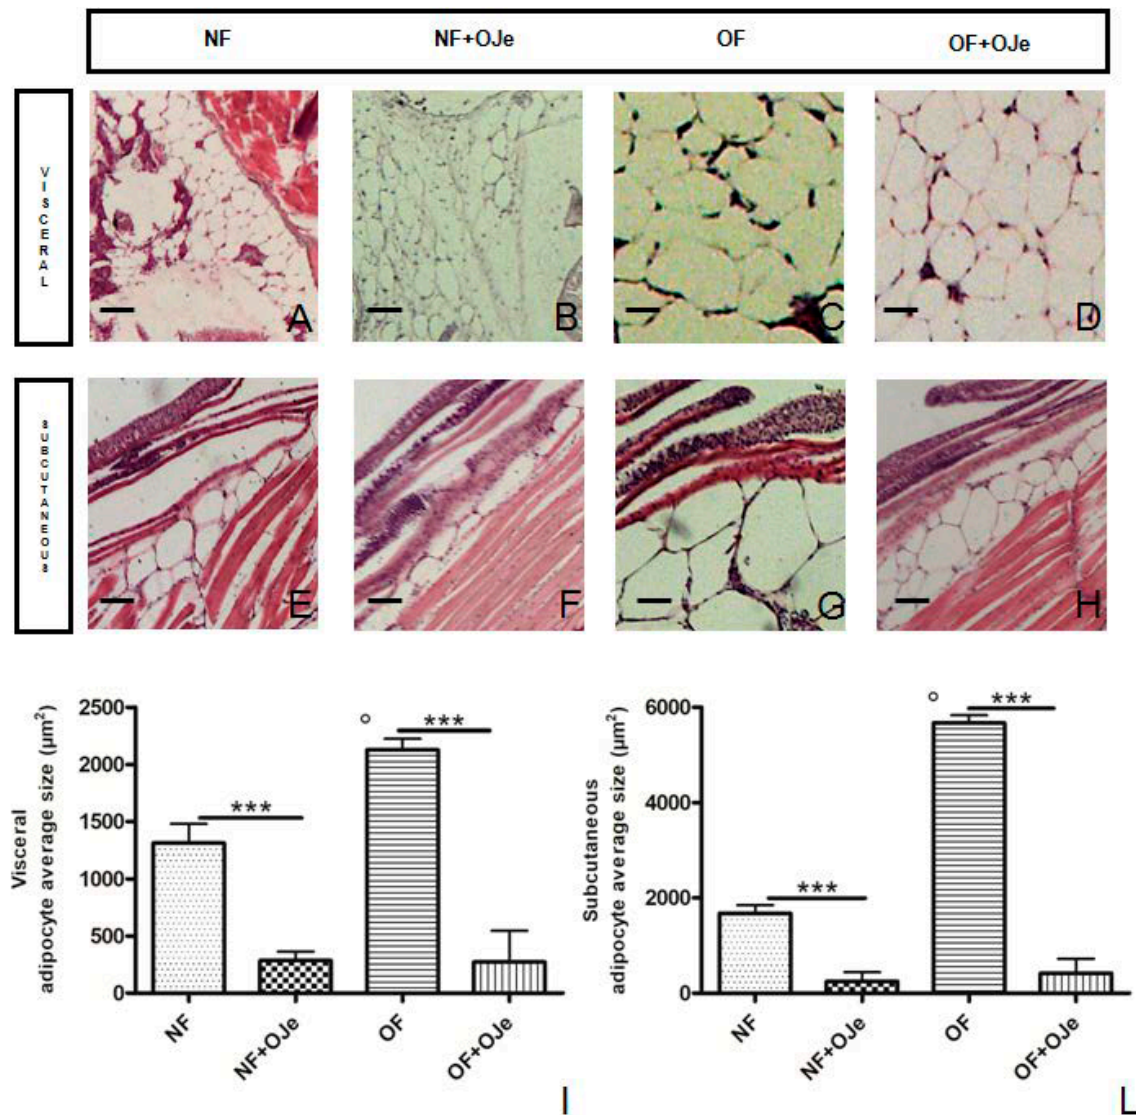 NF NF+OJe OF OF+OJe
VISCERAL
A B C D
SUBCUTANEOUS
E F G H
Visceral
adipocyte average size (µm²)
2500
2000
1500
1000
500
0
***
° ***
NF NF+OJe OF OF+OJe
I
Subcutaneous
adipocyte average size (µm²)
6000
4000
2000
0
***
° ***
NF NF+OJe OF OF+OJe
L